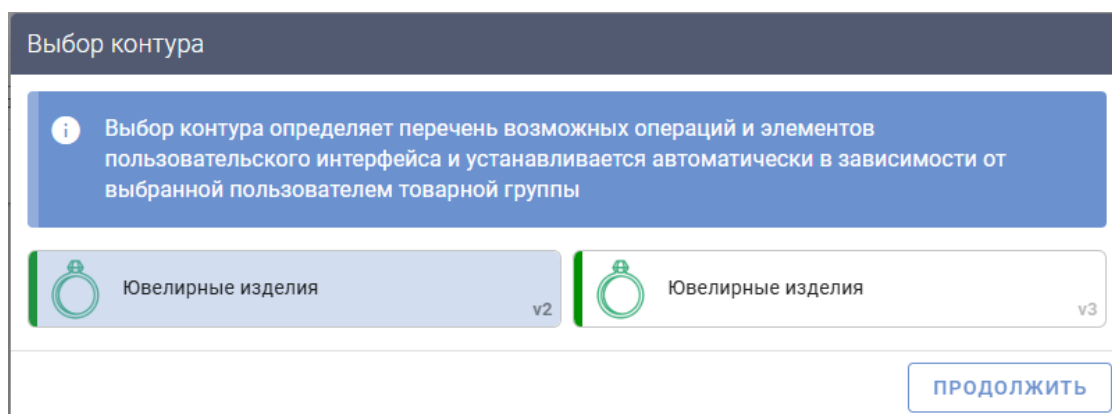 Выбор контура
Выбор контура определяет перечень возможных операций и элементов
пользовательского интерфейса и устанавливается автоматически в зависимости от
выбранной пользователем товарной группы
Ювелирные изделия
v2
Ювелирные изделия
v3
ПРОДОЛЖИТЬ